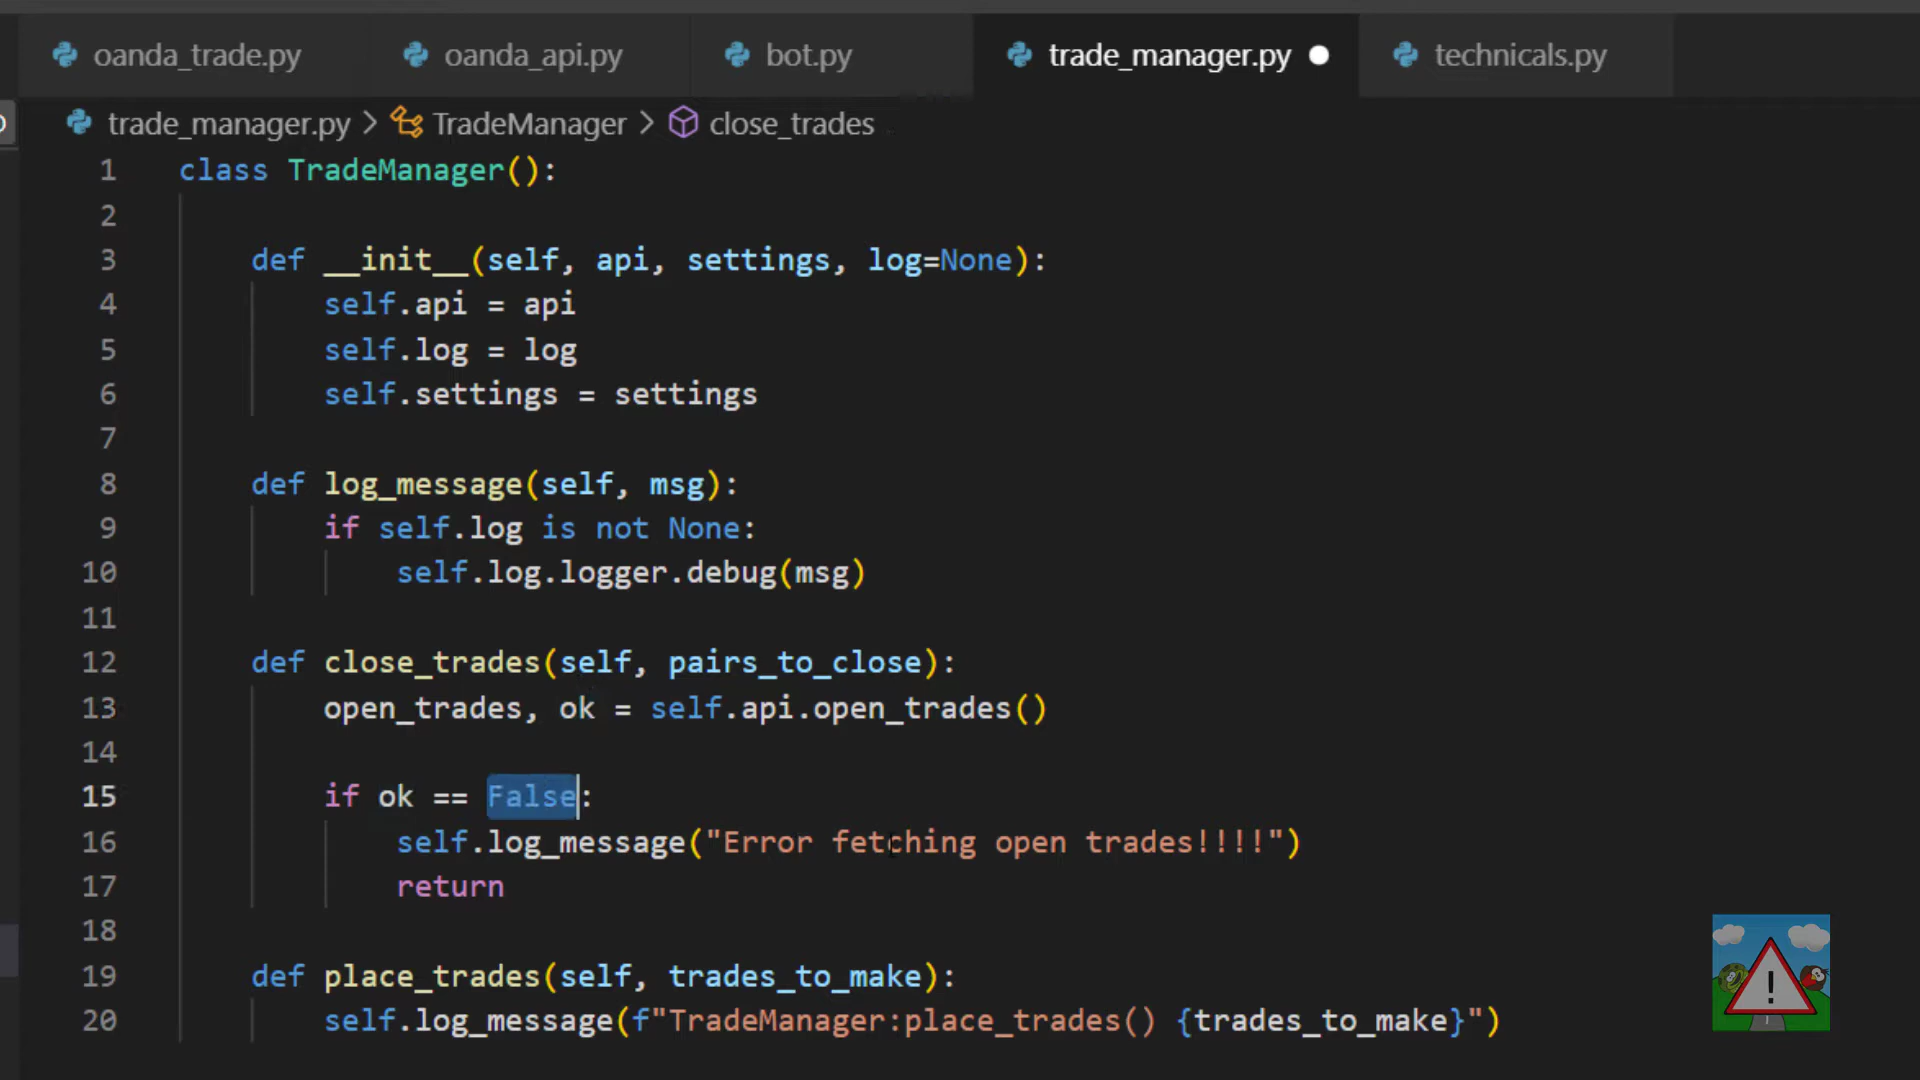 oanda_trade.py oanda_api.py bot.py trade_manager.py technicals.py
trade_manager.py > TradeManager > close_trades
1 class TradeManager():
2
3 def __init__(self, api, settings, log=None):
4 self.api = api
5 self.log = log
6 self.settings = settings
7
8 def log_message(self, msg):
9 if self.log is not None:
10 self.log.logger.debug(msg)
11
12 def close_trades(self, pairs_to_close):
13 open_trades, ok = self.api.open_trades()
14
15 if ok == False:
16 self.log_message("Error fetching open trades!!!!")
17 return
18
19 def place_trades(self, trades_to_make):
20 self.log_message(f"TradeManager:place_trades() {trades_to_make}")